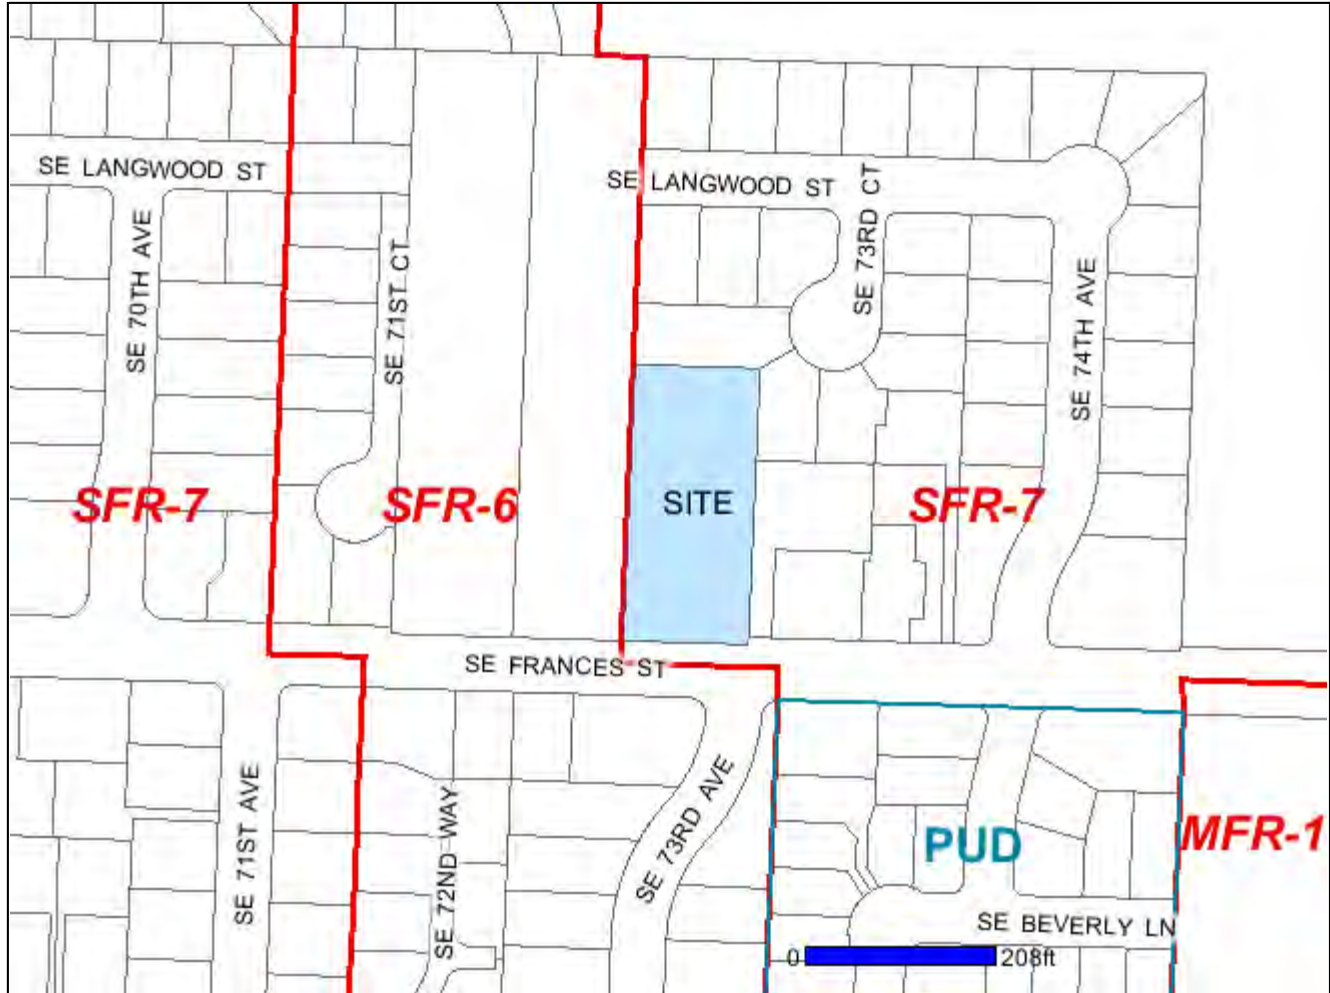 SE LANGWOOD ST
SE LANGWOOD ST
SE 73RD CT
SE 70TH AVE
SE 71ST CT
SE 74TH AVE
SFR-7
SFR-6
SITE
SFR-7
SE FRANCES ST
SE 71ST AVE
SE 72ND WAY
SE 73RD AVE
PUD
MFR-1
SE BEVERLY LN
0 208ft